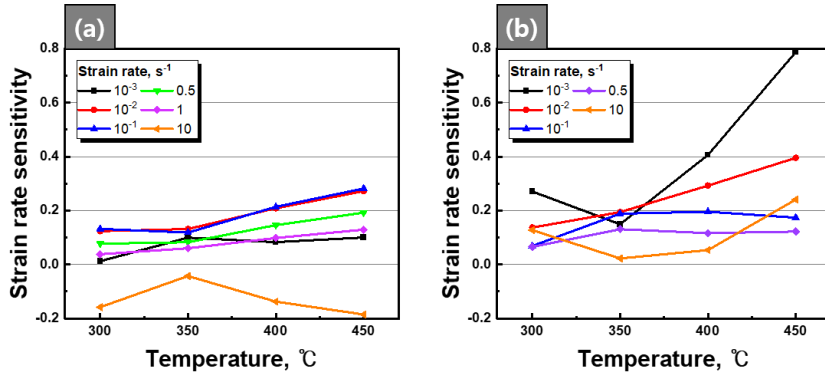 (a)
Strain rate sensitivity
0.8
0.6
0.4
0.2
0.0
-0.2
Strain rate, s⁻¹
10⁻³ 0.5
10⁻² 1
10⁻¹ 10
300 350 400 450
Temperature, ℃
(b)
Strain rate sensitivity
0.8
0.6
0.4
0.2
0.0
-0.2
Strain rate, s⁻¹
10⁻³ 0.5
10⁻² 10
10⁻¹
300 350 400 450
Temperature, ℃